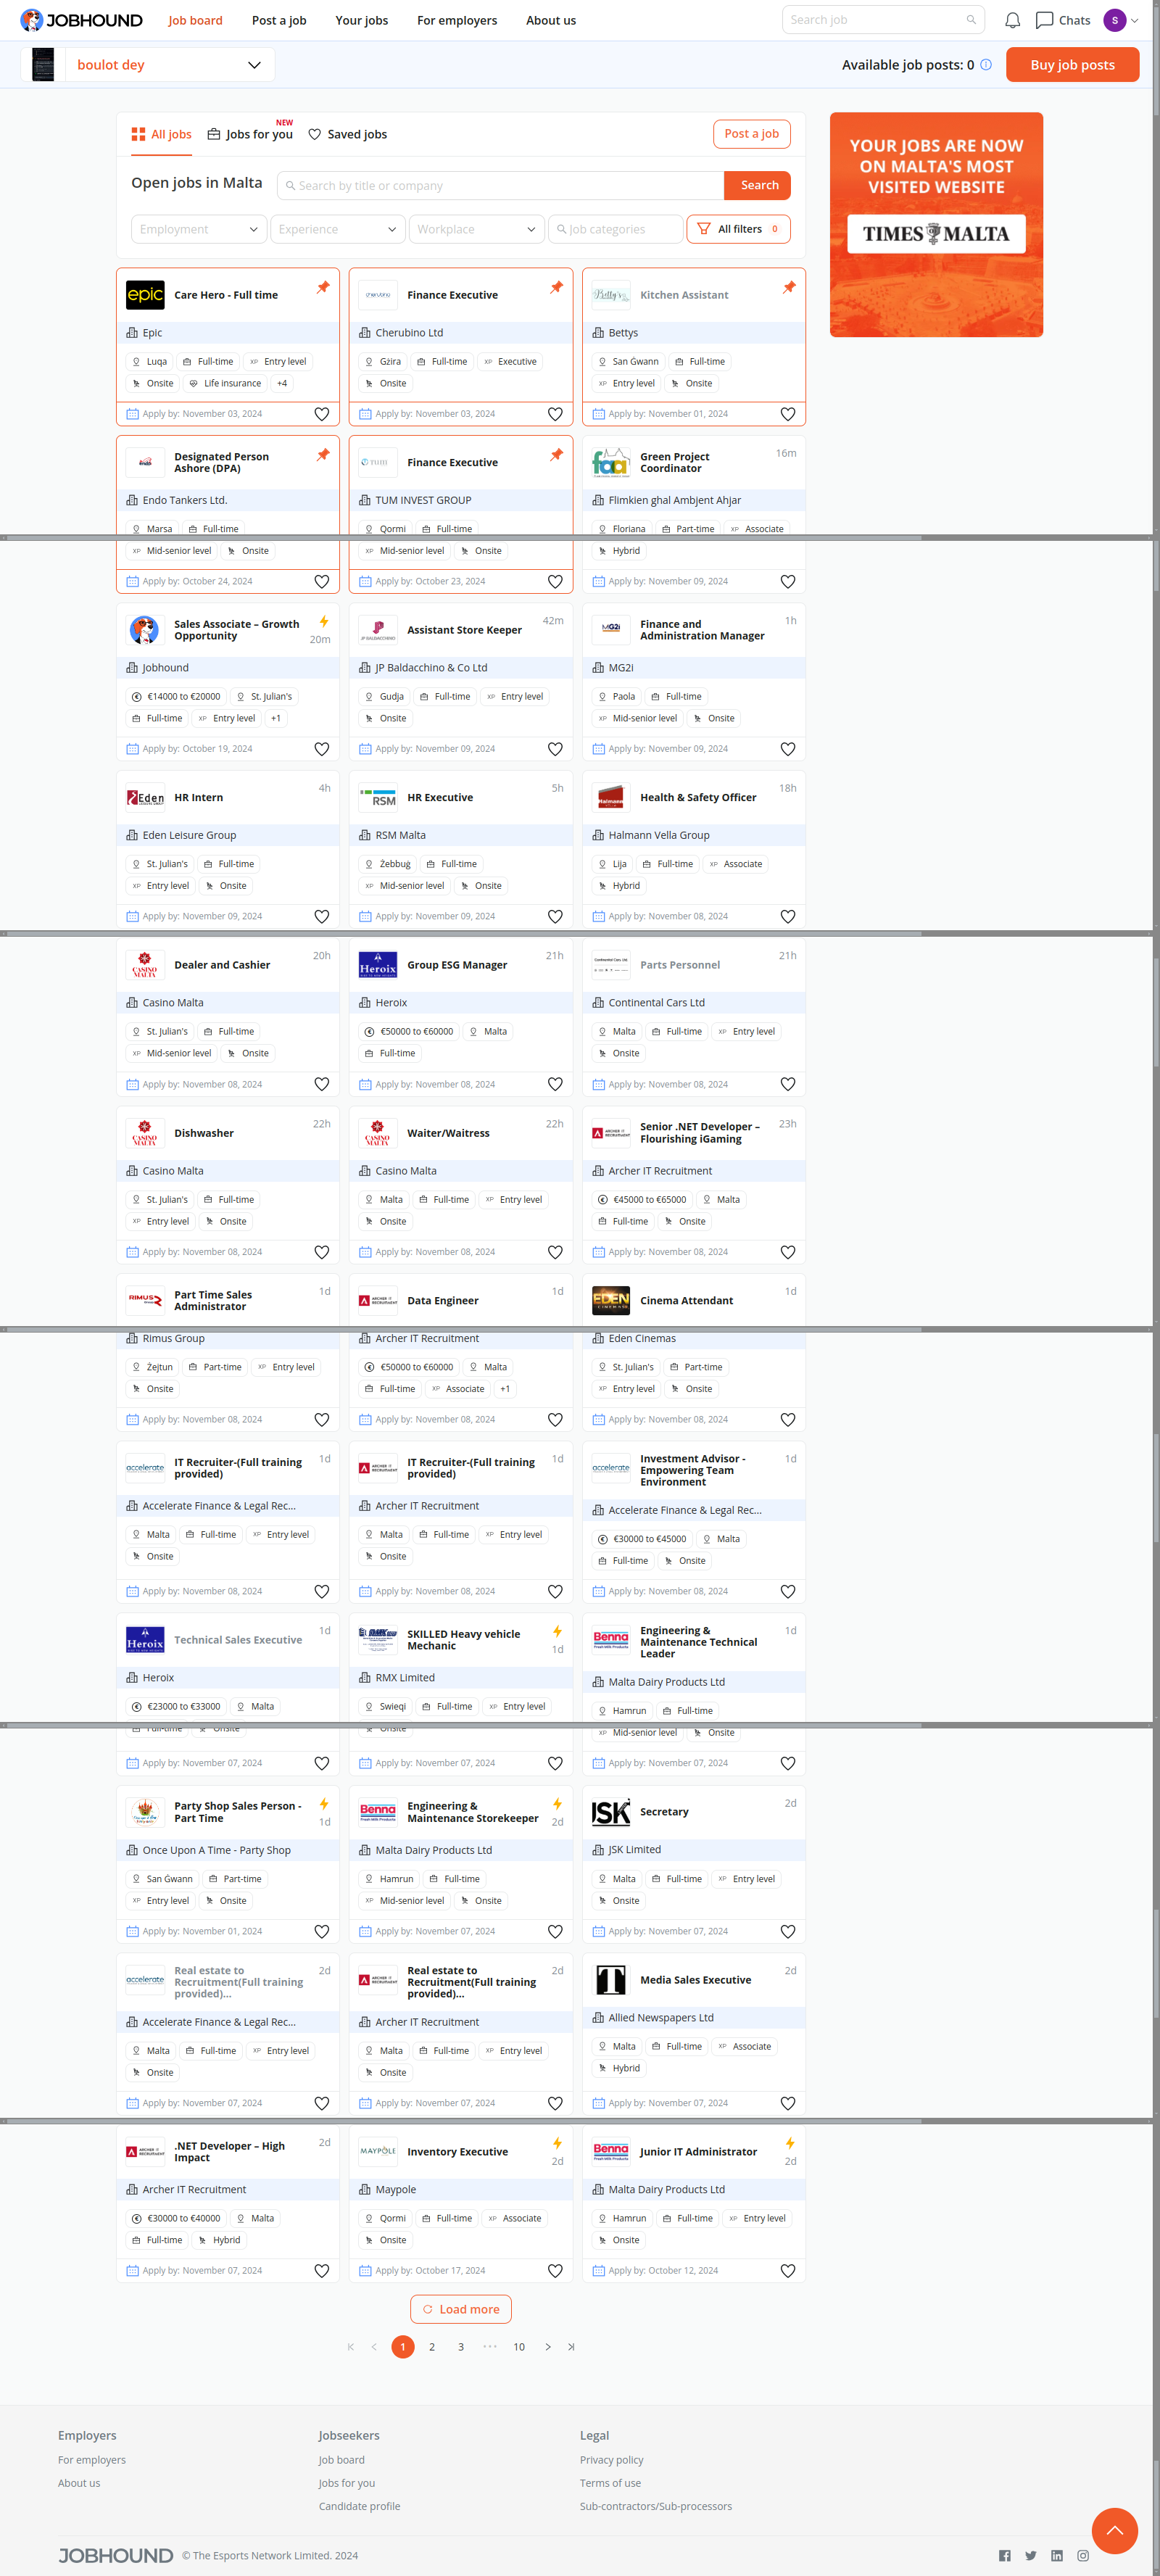 JOBHOUND Job board Post a job Your jobs For employers About us Search job Chats S
boulot dey Available job posts: 0 Buy job posts
All jobs Jobs for you NEW Saved jobs Post a job
Open jobs in Malta Search by title or company Search
Employment Experience Workplace Job categories All filters 0
YOUR JOBS ARE NOW
ON MALTA'S MOST
VISITED WEBSITE
TIMES MALTA
epic Care Hero - Full time
Epic
Luqa Full-time Entry level
Onsite Life insurance +4
Apply by: November 03, 2024
Finance Executive
Cherubino Ltd
Gżira Full-time Executive
Onsite
Apply by: November 03, 2024
Kitchen Assistant
Bettys
San Ġwann Full-time
Entry level Onsite
Apply by: November 01, 2024
Designated Person
Ashore (DPA)
Endo Tankers Ltd.
Marsa Full-time
Mid-senior level Onsite
Apply by: October 24, 2024
Finance Executive
TUM INVEST GROUP
Qormi Full-time
Mid-senior level Onsite
Apply by: October 23, 2024
Green Project
Coordinator
16m
Flimkien ghal Ambjent Ahjar
Floriana Part-time Associate
Hybrid
Apply by: November 09, 2024
Sales Associate – Growth
Opportunity
20m
Jobhound
€14000 to €20000 St. Julian's
Full-time Entry level +1
Apply by: October 19, 2024
Assistant Store Keeper
42m
JP Baldacchino & Co Ltd
Gudja Full-time Entry level
Onsite
Apply by: November 09, 2024
MG2i
Finance and
Administration Manager
1h
MG2i
Paola Full-time
Mid-senior level Onsite
Apply by: November 09, 2024
Eden
HR Intern
4h
Eden Leisure Group
St. Julian's Full-time
Entry level Onsite
Apply by: November 09, 2024
RSM
HR Executive
5h
RSM Malta
Żebbuġ Full-time
Mid-senior level Onsite
Apply by: November 09, 2024
Halmann
Health & Safety Officer
18h
Halmann Vella Group
Lija Full-time Associate
Hybrid
Apply by: November 08, 2024
CASINO
MALTA
Dealer and Cashier
20h
Casino Malta
St. Julian's Full-time
Mid-senior level Onsite
Apply by: November 08, 2024
Heroix
Group ESG Manager
21h
Heroix
€50000 to €60000 Malta
Full-time
Apply by: November 08, 2024
Parts Personnel
21h
Continental Cars Ltd
Malta Full-time Entry level
Onsite
Apply by: November 08, 2024
CASINO
MALTA
Dishwasher
22h
Casino Malta
St. Julian's Full-time
Entry level Onsite
Apply by: November 08, 2024
CASINO
MALTA
Waiter/Waitress
22h
Casino Malta
Malta Full-time Entry level
Onsite
Apply by: November 08, 2024
Senior .NET Developer –
Flourishing iGaming
23h
Archer IT Recruitment
€45000 to €65000 Malta
Full-time Onsite
Apply by: November 08, 2024
RIMUS
Part Time Sales
Administrator
1d
Rimus Group
Żejtun Part-time Entry level
Onsite
Apply by: November 08, 2024
Data Engineer
1d
Archer IT Recruitment
€50000 to €60000 Malta
Full-time Associate +1
Apply by: November 08, 2024
EDEN
CINEMAS
Cinema Attendant
1d
Eden Cinemas
St. Julian's Part-time
Entry level Onsite
Apply by: November 08, 2024
accelerate
IT Recruiter-(Full training
provided)
1d
Accelerate Finance & Legal Rec...
Malta Full-time Entry level
Onsite
Apply by: November 08, 2024
IT Recruiter-(Full training
provided)
1d
Archer IT Recruitment
Malta Full-time Entry level
Onsite
Apply by: November 08, 2024
accelerate
Investment Advisor -
Empowering Team
Environment
1d
Accelerate Finance & Legal Rec...
€30000 to €45000 Malta
Full-time Onsite
Apply by: November 08, 2024
Heroix
Technical Sales Executive
1d
Heroix
€23000 to €33000 Malta
Full-time Onsite
Apply by: November 07, 2024
SKILLED Heavy vehicle
Mechanic
1d
RMX Limited
Swieqi Full-time Entry level
Onsite
Apply by: November 07, 2024
Benna
Engineering &
Maintenance Technical
Leader
1d
Malta Dairy Products Ltd
Hamrun Full-time
Mid-senior level Onsite
Apply by: November 07, 2024
Party Shop Sales Person -
Part Time
1d
Once Upon A Time - Party Shop
San Ġwann Part-time
Entry level Onsite
Apply by: November 01, 2024
Benna
Engineering &
Maintenance Storekeeper
2d
Malta Dairy Products Ltd
Hamrun Full-time
Mid-senior level Onsite
Apply by: November 07, 2024
JSK
Secretary
2d
JSK Limited
Malta Full-time Entry level
Onsite
Apply by: November 07, 2024
accelerate
Real estate to
Recruitment(Full training
provided)...
2d
Accelerate Finance & Legal Rec...
Malta Full-time Entry level
Onsite
Apply by: November 07, 2024
Real estate to
Recruitment(Full training
provided)...
2d
Archer IT Recruitment
Malta Full-time Entry level
Onsite
Apply by: November 07, 2024
T
Media Sales Executive
2d
Allied Newspapers Ltd
Malta Full-time Associate
Hybrid
Apply by: November 07, 2024
.NET Developer – High
Impact
2d
Archer IT Recruitment
€30000 to €40000 Malta
Full-time Hybrid
Apply by: November 07, 2024
MAYPOLE
Inventory Executive
2d
Maypole
Qormi Full-time Associate
Onsite
Apply by: October 17, 2024
Benna
Junior IT Administrator
2d
Malta Dairy Products Ltd
Hamrun Full-time Entry level
Onsite
Apply by: October 12, 2024
Load more
1 2 3 ••• 10
Employers Jobseekers Legal
For employers Job board Privacy policy
About us Jobs for you Terms of use
Candidate profile Sub-contractors/Sub-processors
JOBHOUND © The Esports Network Limited. 2024